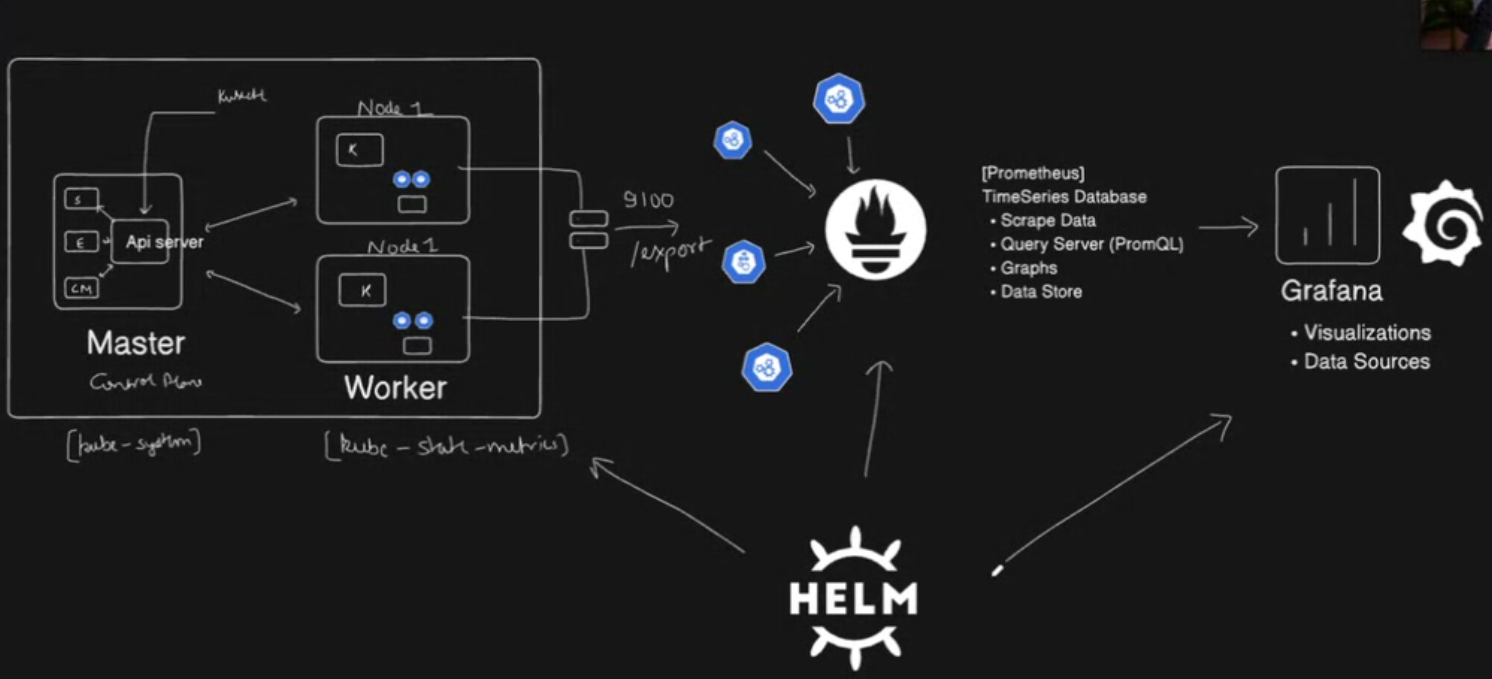 Kubectl
Node 1
K
S
E
CM
Api server
Node 1
K
Master
Control Plane
Worker
[kube-system]
[kube-state-metrics]
9100
/export
[Prometheus]
TimeSeries Database
• Scrape Data
• Query Server (PromQL)
• Graphs
• Data Store
Grafana
• Visualizations
• Data Sources
HELM